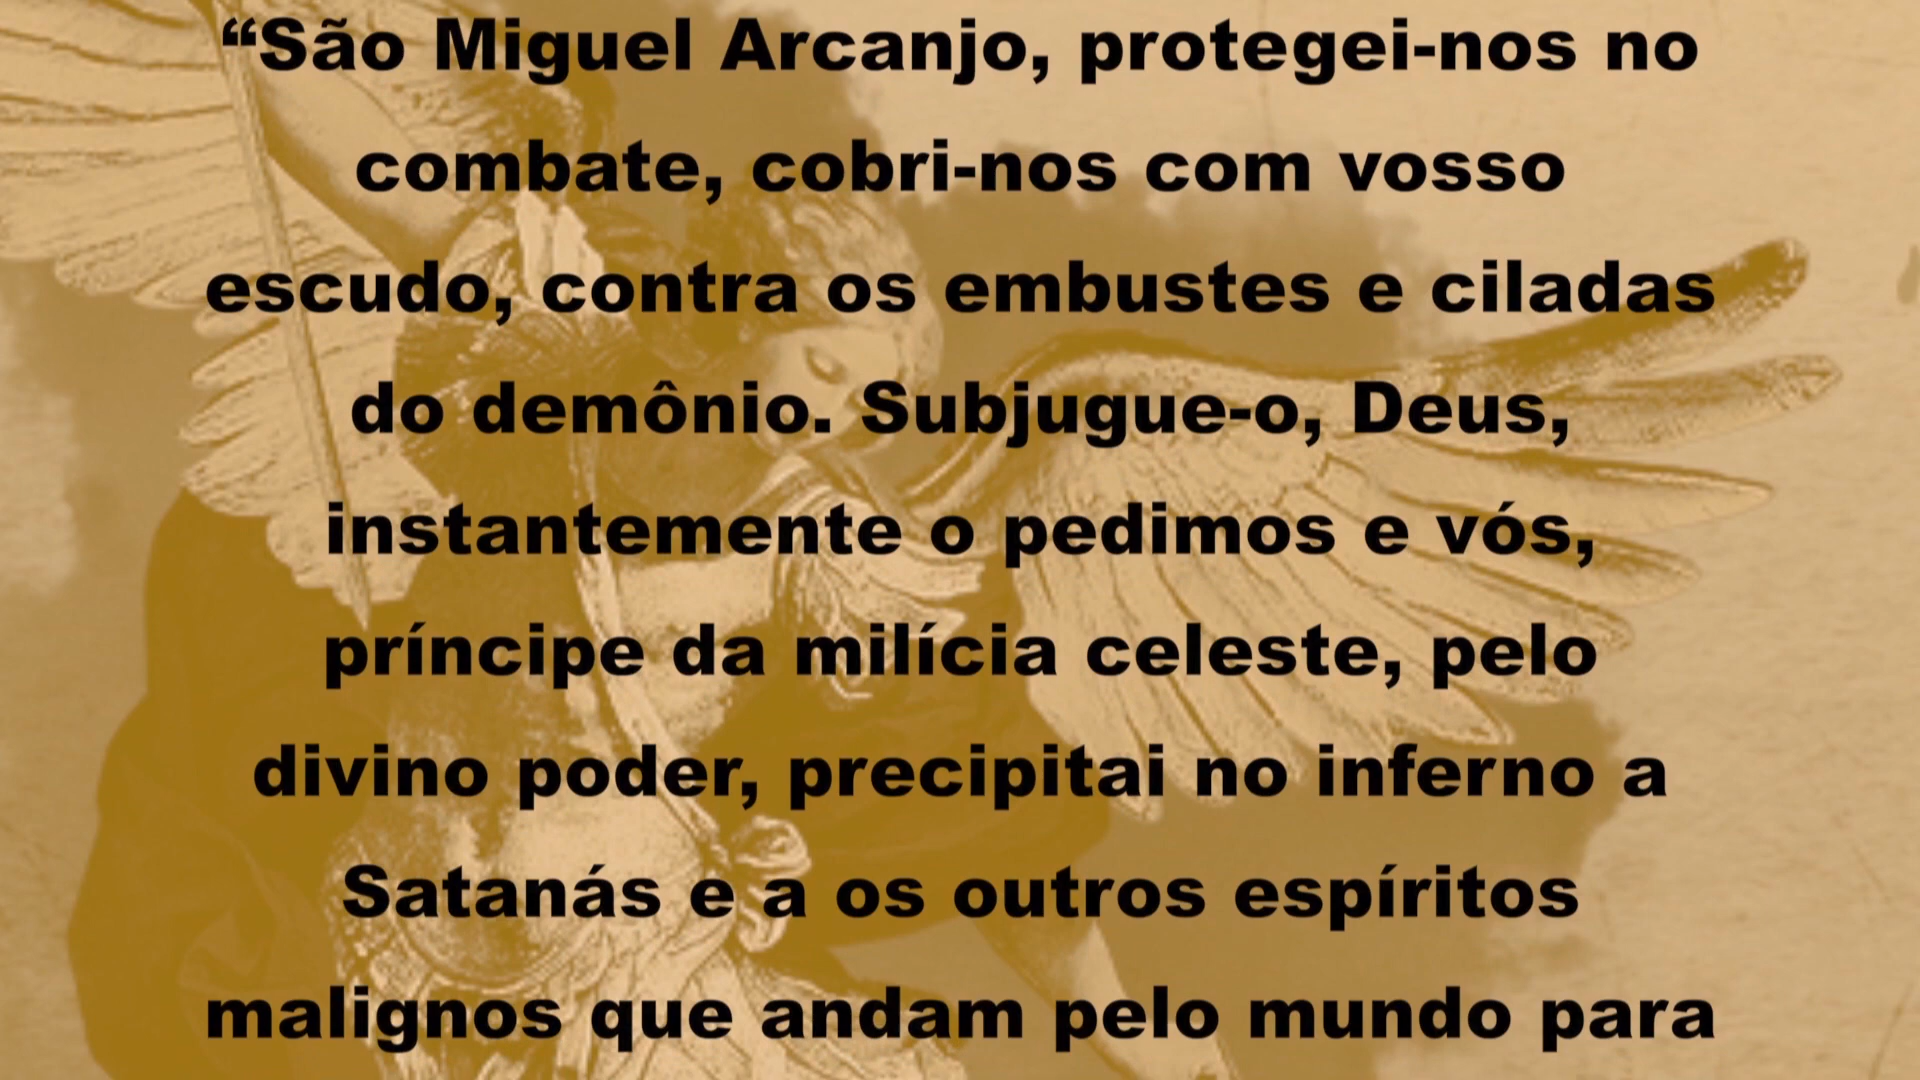 “São Miguel Arcanjo, protegei-nos no
combate, cobri-nos com vosso
escudo, contra os embustes e ciladas
do demônio. Subjugue-o, Deus,
instantemente o pedimos e vós,
príncipe da milícia celeste, pelo
divino poder, precipitai no inferno a
Satanás e a os outros espíritos
malignos que andam pelo mundo para